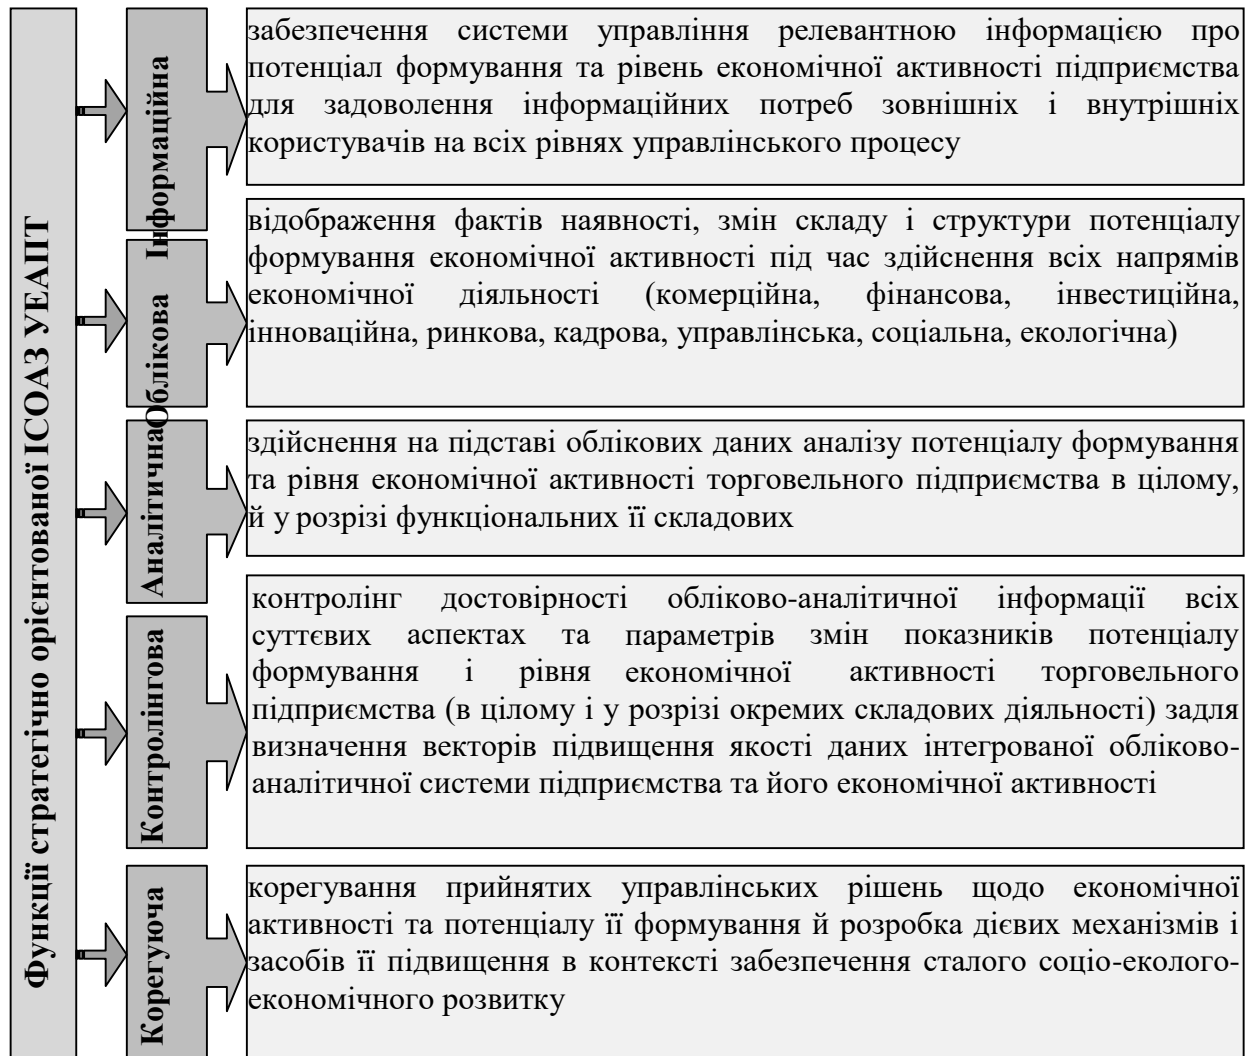 Функції стратегічно орієнтованої ІСОАЗ УЕАПТ
Інформаційна
забезпечення системи управління релевантною інформацією про
потенціал формування та рівень економічної активності підприємства
для задоволення інформаційних потреб зовнішніх і внутрішніх
користувачів на всіх рівнях управлінського процесу
Облікова
відображення фактів наявності, змін складу і структури потенціалу
формування економічної активності під час здійснення всіх напрямів
економічної діяльності (комерційна, фінансова, інвестиційна,
інноваційна, ринкова, кадрова, управлінська, соціальна, екологічна)
Аналітична
здійснення на підставі облікових даних аналізу потенціалу формування
та рівня економічної активності торговельного підприємства в цілому,
й у розрізі функціональних її складових
Контролінгова
контролінг достовірності обліково-аналітичної інформації всіх
суттєвих аспектах та параметрів змін показників потенціалу
формування і рівня економічної активності торговельного
підприємства (в цілому і у розрізі окремих складових діяльності) задля
визначення векторів підвищення якості даних інтегрованої обліково-
аналітичної системи підприємства та його економічної активності
Корегуюча
корегування прийнятих управлінських рішень щодо економічної
активності та потенціалу її формування й розробка дієвих механізмів і
засобів її підвищення в контексті забезпечення сталого соціо-еколого-
економічного розвитку